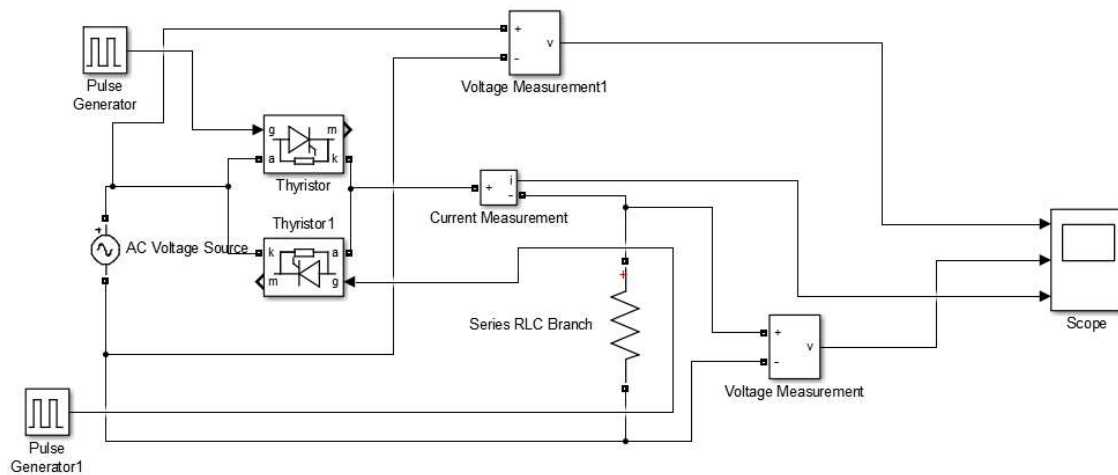 Pulse
Generator
+
-
v
Voltage Measurement1
g
m
a
k
Thyristor
+
i
-
Current Measurement
Thyristor1
k
a
m
g
+
AC Voltage Source
+
Series RLC Branch
Scope
+
-
v
Voltage Measurement
Pulse
Generator1